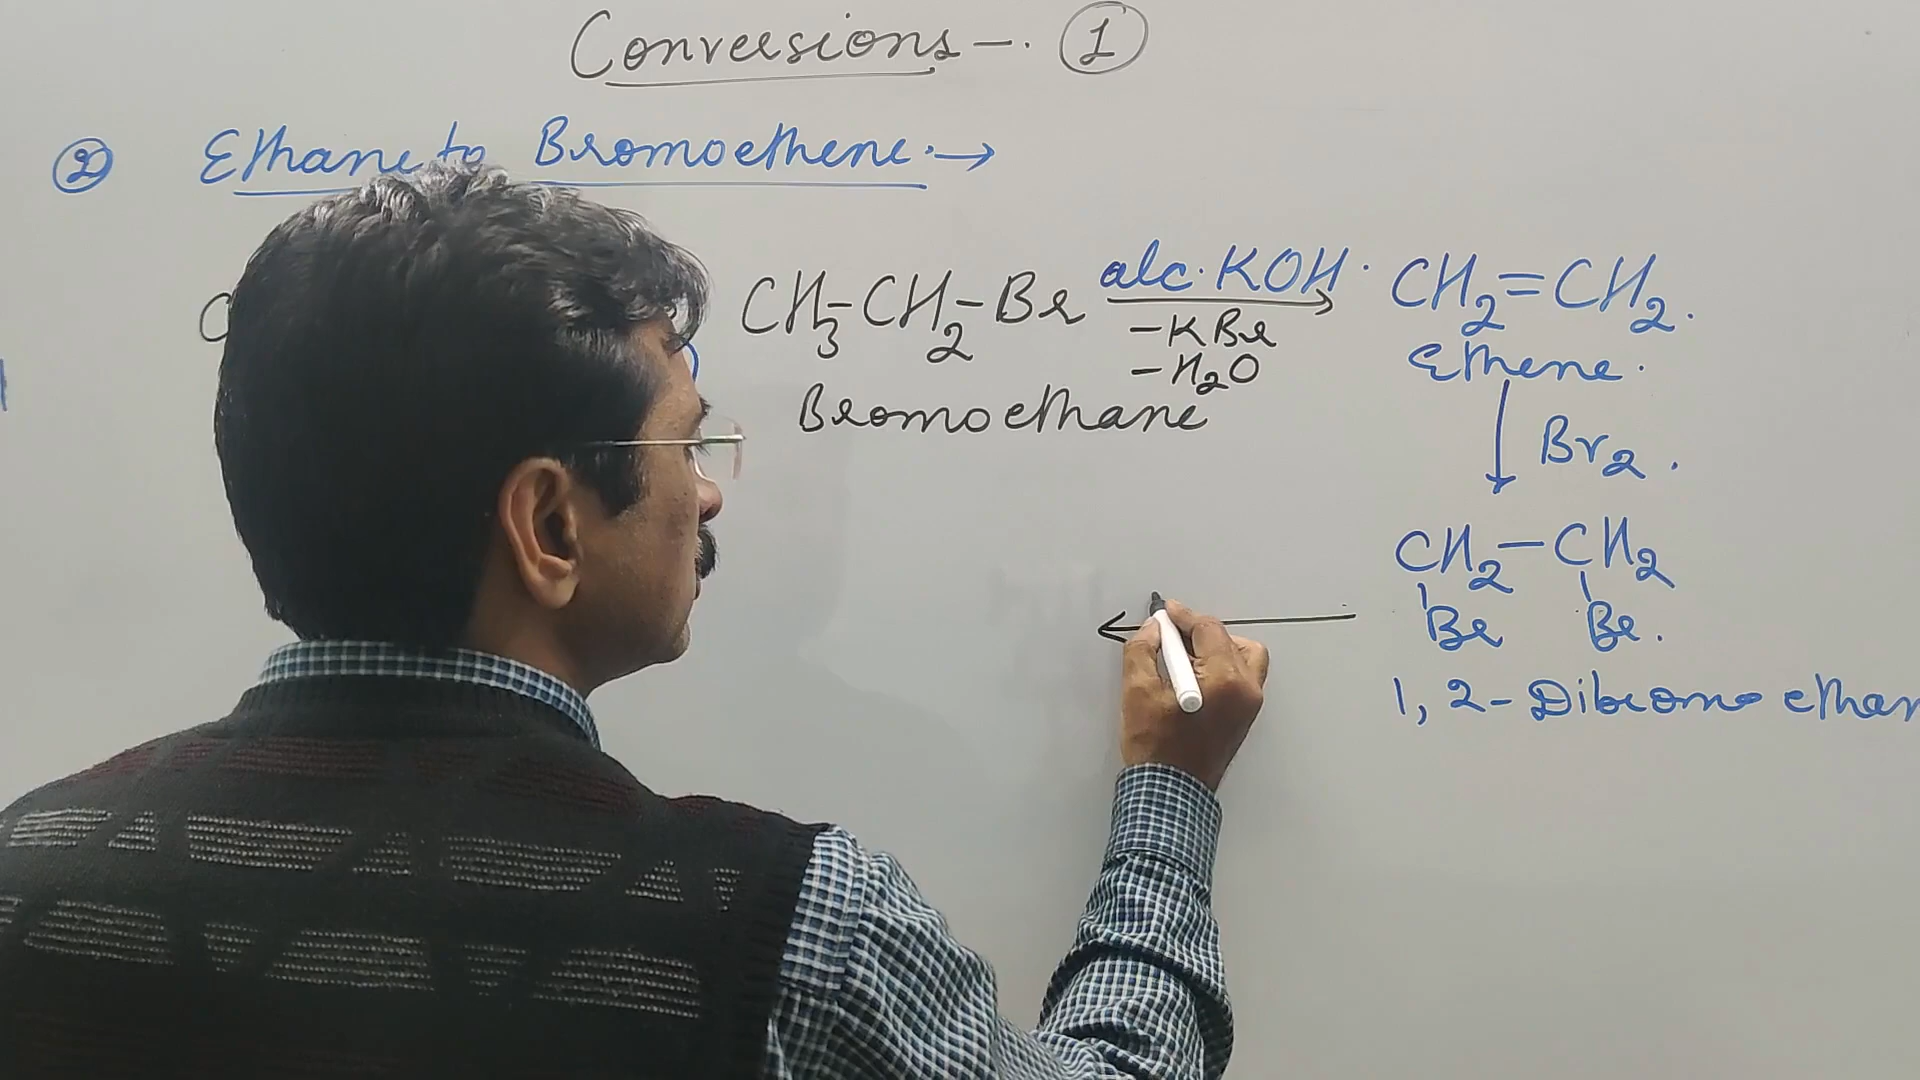 Conversions – . ①
② Ethane to Bromoethene. →
C
CH3-CH2-Br alc. KOH. CH2=CH2.
-KBr
-H2O
Bromoethane
Ethene.
Br2.
CH2-CH2
Br Br.
1, 2- Dibromo ethan